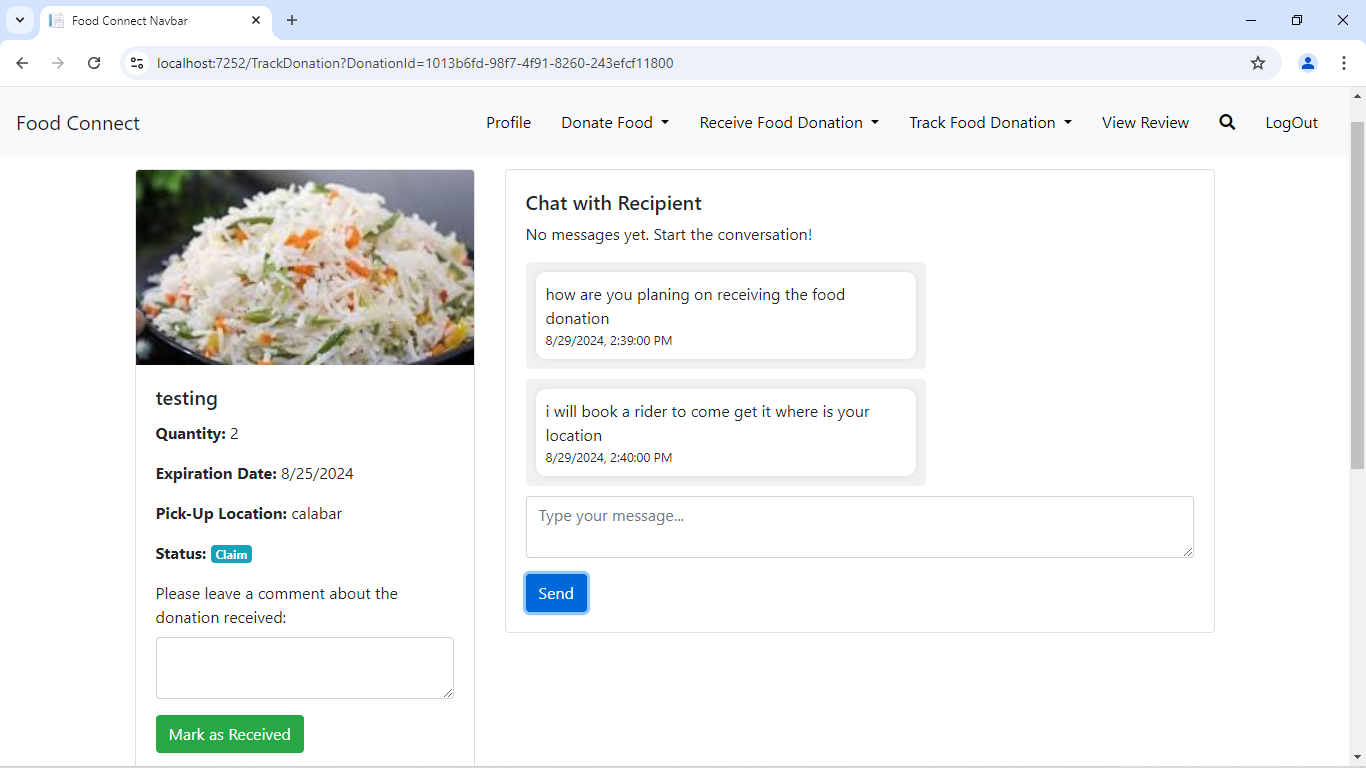 Food Connect Navbar
localhost:7252/TrackDonation?DonationId=1013b6fd-98f7-4f91-8260-243efcf11800
Food Connect
Profile
Donate Food
Receive Food Donation
Track Food Donation
View Review
LogOut
testing
Quantity: 2
Expiration Date: 8/25/2024
Pick-Up Location: calabar
Status: Claim
Please leave a comment about the
donation received:
Mark as Received
Chat with Recipient
No messages yet. Start the conversation!
how are you planing on receiving the food
donation
8/29/2024, 2:39:00 PM
i will book a rider to come get it where is your
location
8/29/2024, 2:40:00 PM
Type your message...
Send